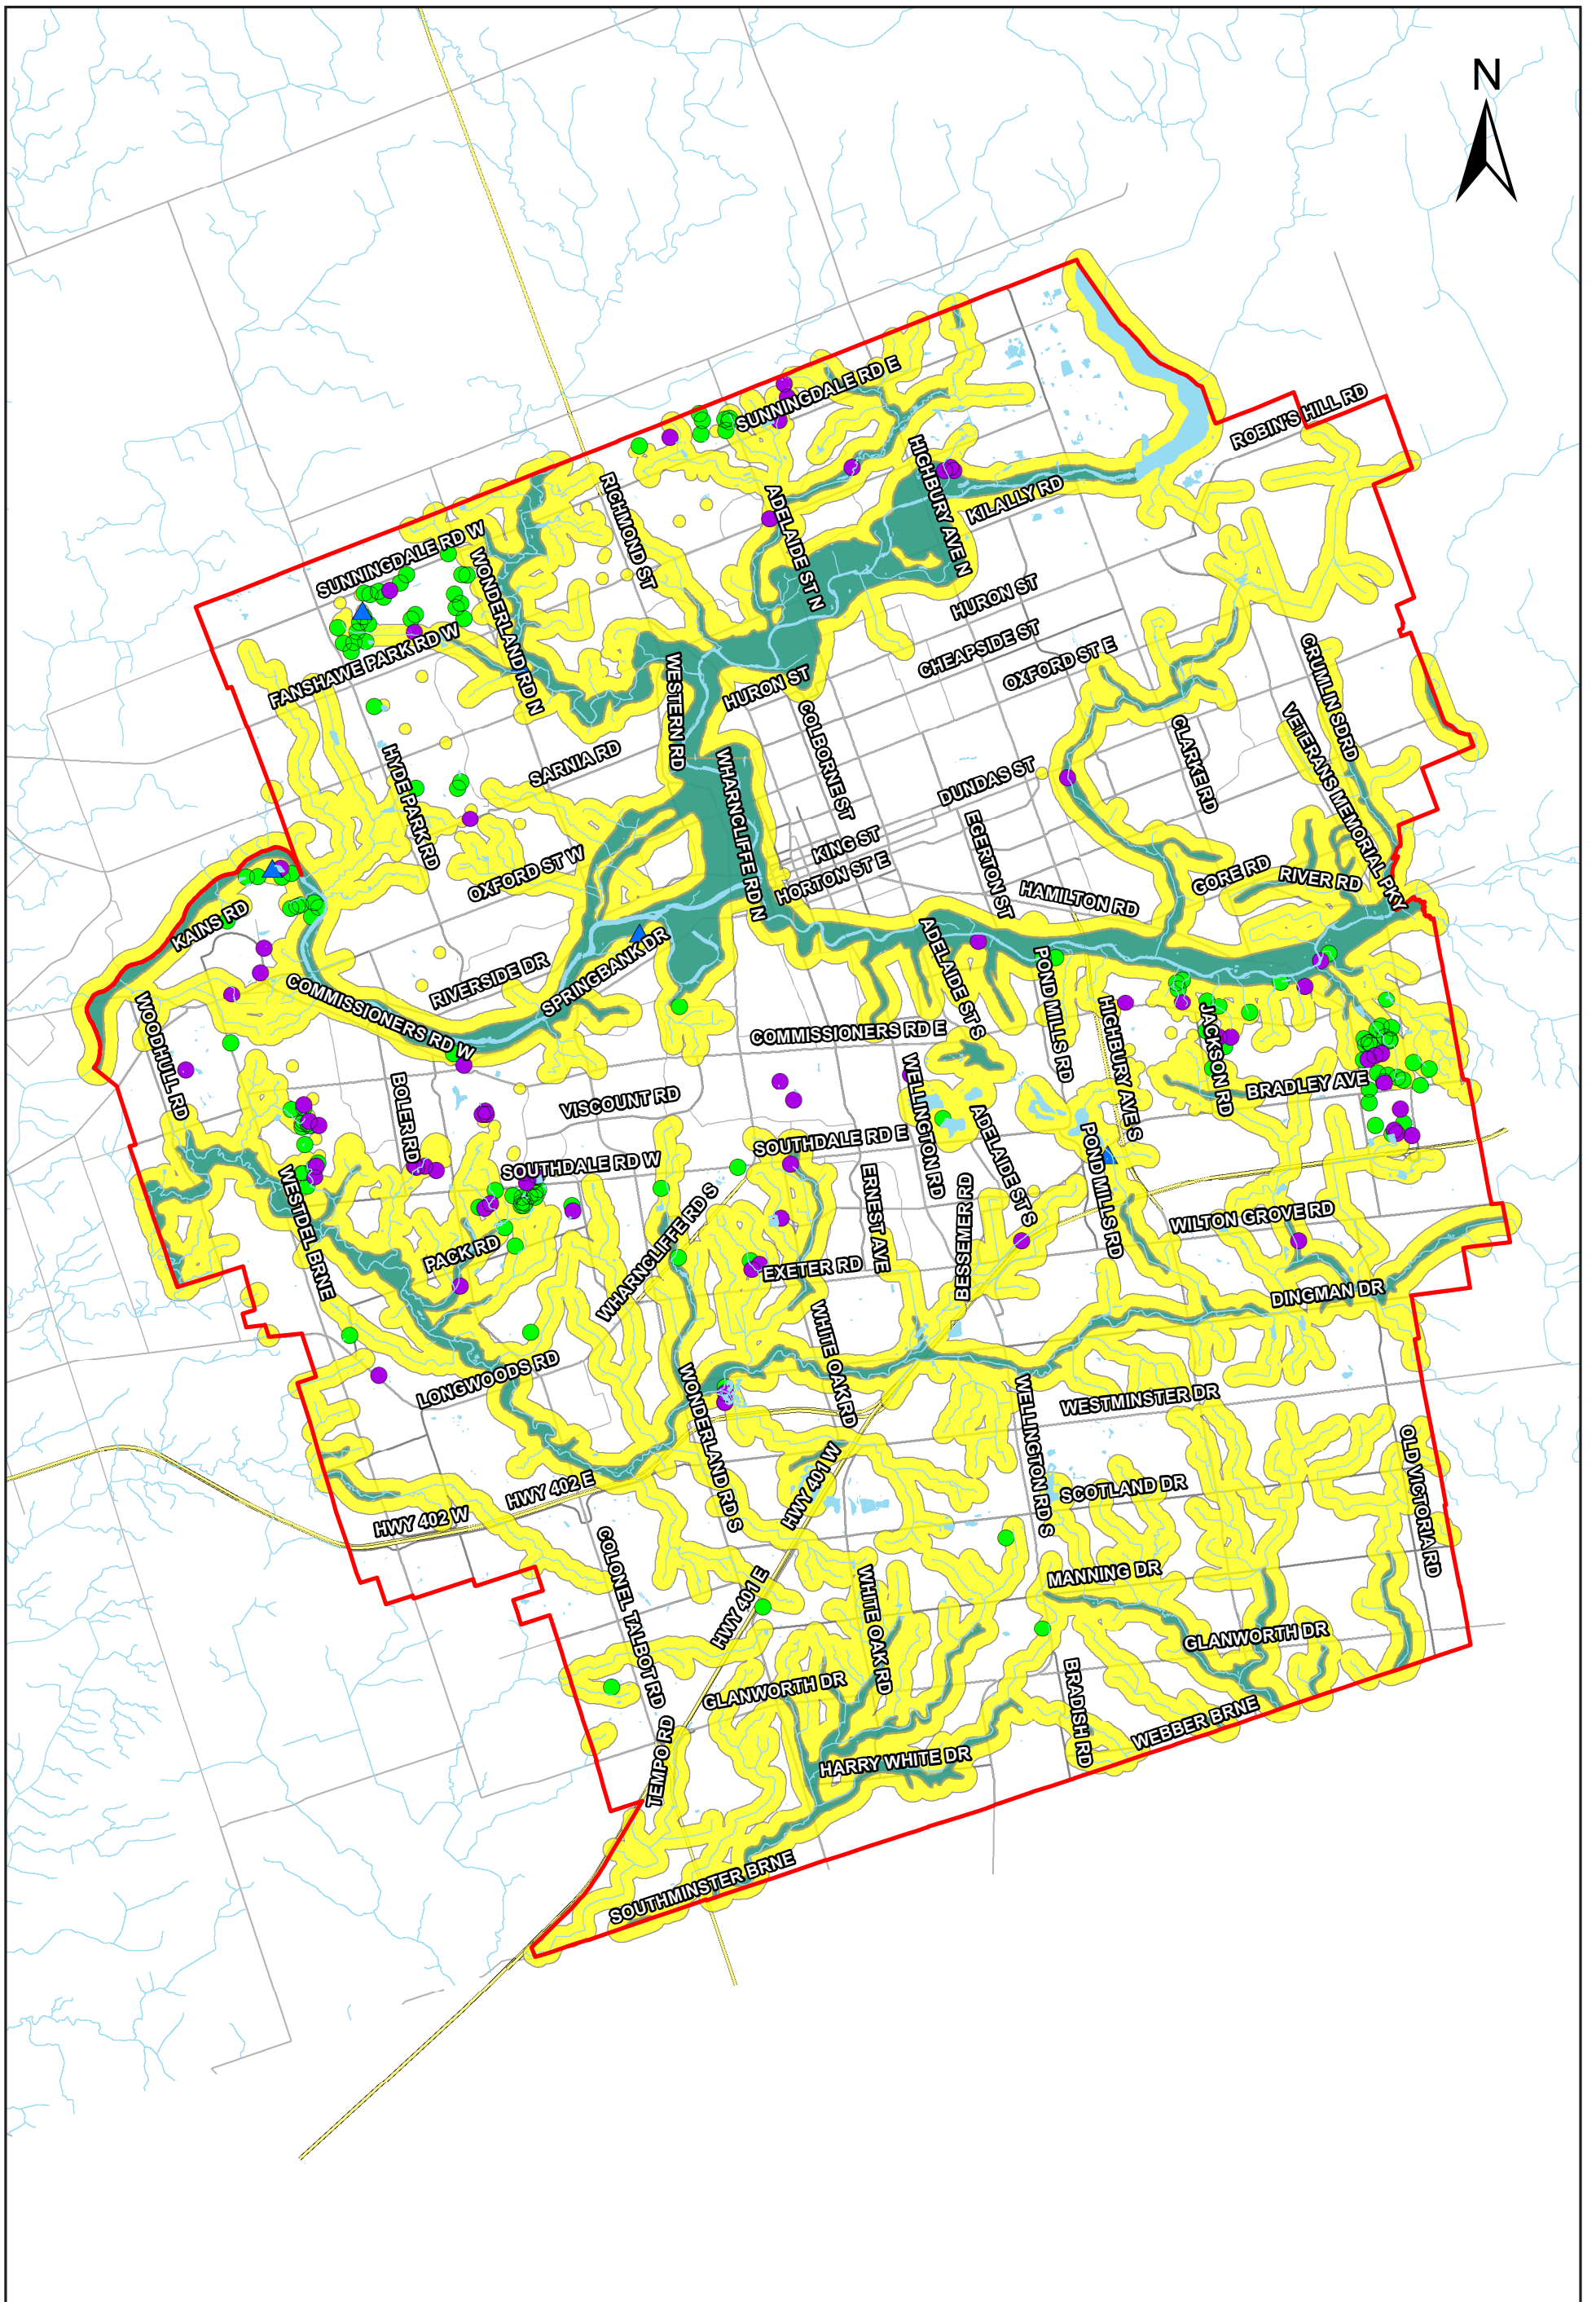 N
SUNNINGDALE RD E
ROBIN'S HILL RD
HIGHBURY AVE N
KILALLY RD
RICHMOND ST
ADELAIDE ST N
SUNNINGDALE RD W
WONDERLAND RD N
HURON ST
FANSHAWE PARK RD W
CHEAPSIDE ST
OXFORD ST E
WESTERN RD
HURON ST
CRUMLIN SDRD
COLBORNE ST
CLARKE RD
VETERANS MEMORIAL PKY
HYDE PARK RD
SARNIA RD
WHARNCLIFFE RD N
DUNDAS ST
EGERTON ST
KING ST
HORTON ST E
OXFORD ST W
GORE RD
RIVER RD
HAMILTON RD
KAINS RD
ADELAIDE ST S
SPRINGBANK DR
RIVERSIDE DR
COMMISSIONERS RD W
POND MILLS RD
WOODHULL RD
COMMISSIONERS RD E
HIGHBURY AVE S
JACKSON RD
BRADLEY AVE
BOLER RD
VISCOUNT RD
WELLINGTON RD
ADELAIDE ST S
SOUTHDALE RD E
POND MILLS RD
SOUTHDALE RD W
WESTDEL BRNE
ERNEST AVE
BESSEMER RD
WHARNCLIFFE RD S
WILTON GROVE RD
PACK RD
EXETER RD
DINGMAN DR
WHITE OAK RD
LONGWOODS RD
WONDERLAND RD S
WESTMINSTER DR
WELLINGTON RD S
OLD VICTORIA RD
HWY 401 W
HWY 402 E
SCOTLAND DR
HWY 402 W
COLONEL TALBOT RD
MANNING DR
HWY 401 E
WHITE OAK RD
GLANWORTH DR
BRADISH RD
GLANWORTH DR
WEBBER BRNE
TEMPO RD
HARRY WHITE DR
SOUTHMINSTER BRNE